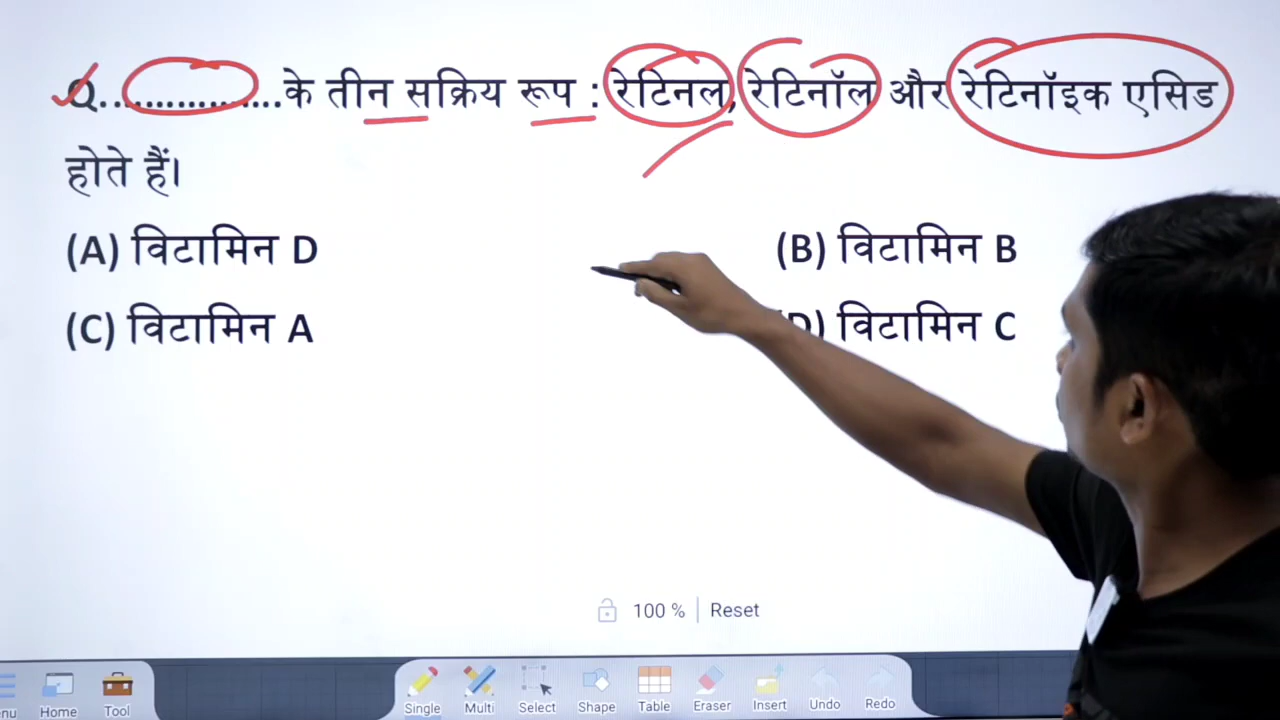 Q..................के तीन सक्रिय रूप : रेटिनल, रेटिनॉल और रेटिनॉइक एसिड
होते हैं।
(A) विटामिन D
(B) विटामिन B
(C) विटामिन A
(D) विटामिन C
100 % Reset
Home Tool Single Multi Select Shape Table Eraser Insert Undo Redo